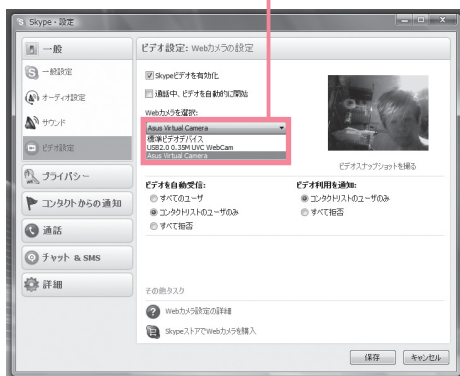 Skype - 設定
一般
一般設定
オーディオ設定
サウンド
ビデオ設定
プライバシー
コンタクトからの通知
通話
チャット & SMS
詳細
ビデオ設定: Webカメラの設定
Skypeビデオを有効化
通話中、ビデオを自動的に開始
Webカメラを選択:
Asus Virtual Camera
標準ビデオデバイス
USB2.0 0.35M UVC WebCam
Asus Virtual Camera
ビデオスナップショットを撮る
ビデオを自動受信:
すべてのユーザ
コンタクトリストのユーザのみ
すべて拒否
ビデオ利用を通知:
コンタクトリストのユーザのみ
すべて拒否
その他タスク
Webカメラ設定の詳細
SkypeストアでWebカメラを購入
保存
キャンセル